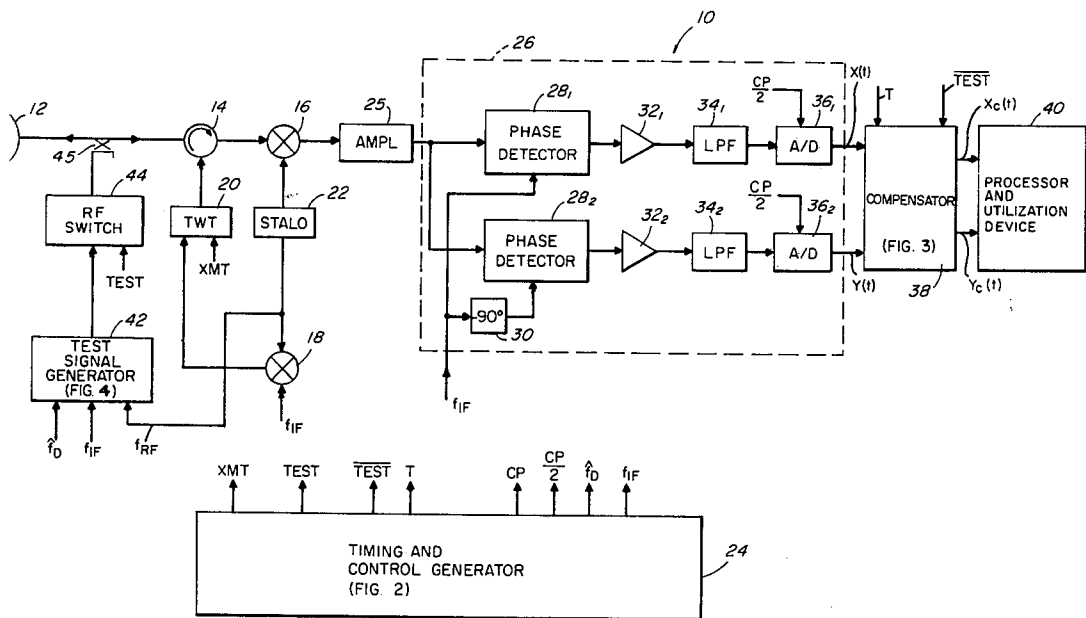 10
26
12
14
16
25
AMPL
28₁
PHASE
DETECTOR
32₁
34₁
LPF
CP/2
36₁
A/D
X(t)
T
T̅E̅S̅T̅
Xc(t)
40
PROCESSOR
AND
UTILIZATION
DEVICE
45
44
RF
SWITCH
TEST
20
TWT
XMT
22
STALO
28₂
PHASE
DETECTOR
32₂
34₂
LPF
CP/2
36₂
A/D
Y(t)
COMPENSATOR
(FIG. 3)
38
Yc(t)
-90°
30
fIF
42
TEST
SIGNAL
GENERATOR
(FIG. 4)
f̂D
fIF
fRF
18
fIF
XMT
TEST
T̅E̅S̅T̅
T
CP
CP/2
f̂D
fIF
TIMING AND
CONTROL GENERATOR
(FIG. 2)
24